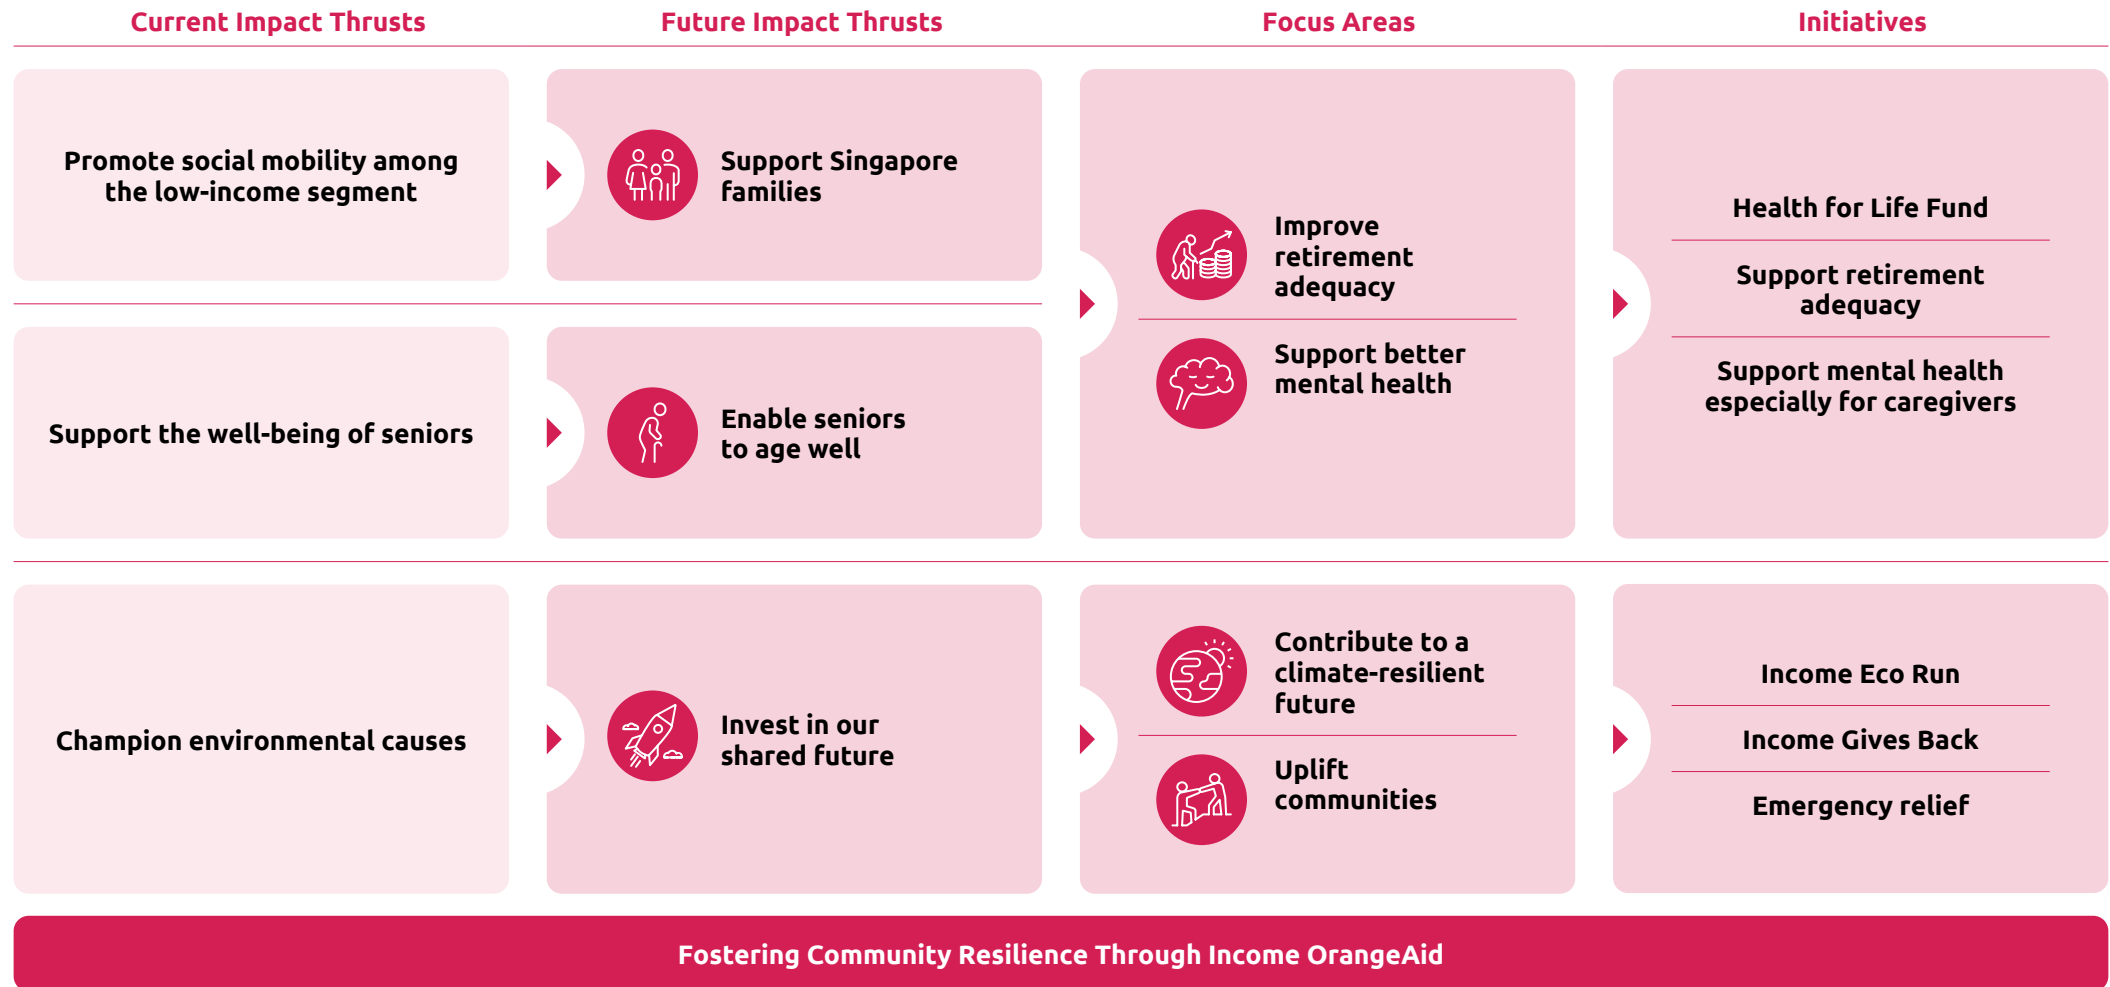 Current Impact Thrusts
Future Impact Thrusts
Focus Areas
Initiatives
Promote social mobility among
the low-income segment
Support Singapore
families
Support the well-being of seniors
Enable seniors
to age well
Improve
retirement
adequacy
Support better
mental health
Health for Life Fund
Support retirement
adequacy
Support mental health
especially for caregivers
Champion environmental causes
Invest in our
shared future
Contribute to a
climate-resilient
future
Uplift
communities
Income Eco Run
Income Gives Back
Emergency relief
Fostering Community Resilience Through Income OrangeAid